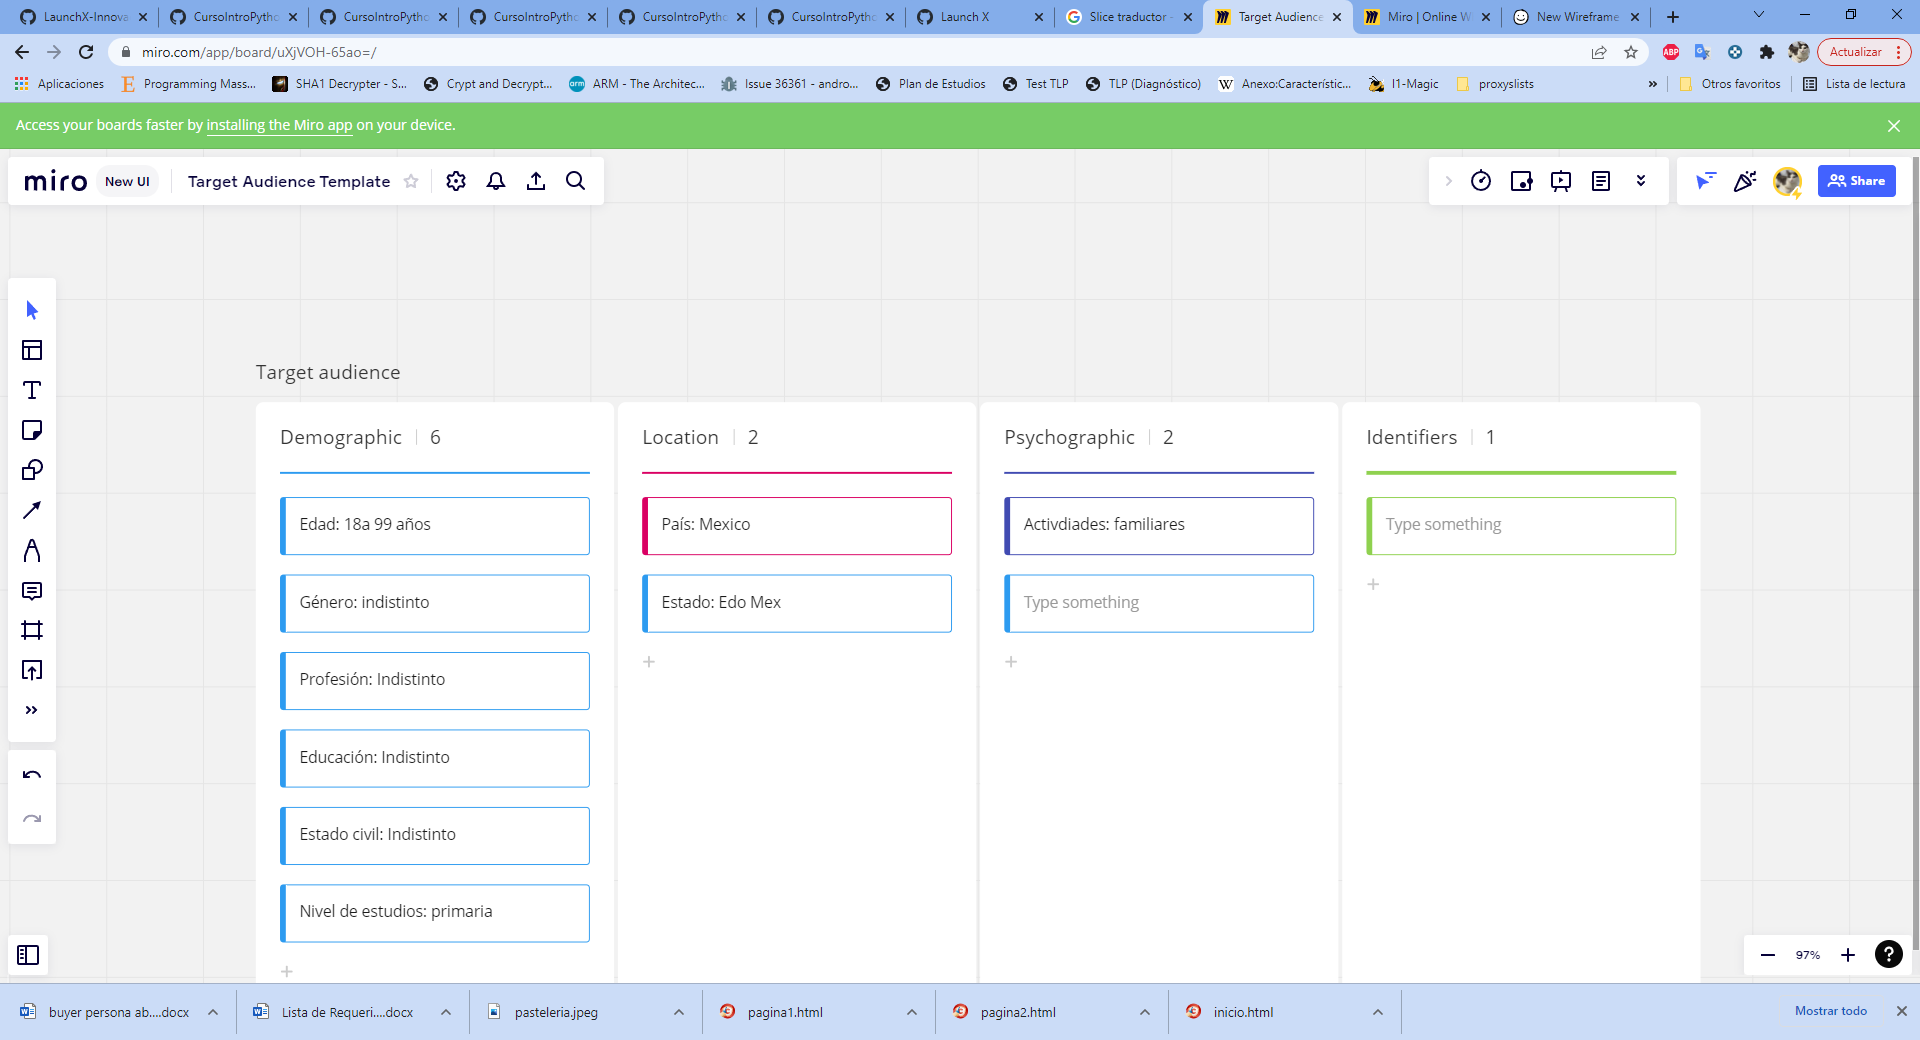 LaunchX-Innova
CursoIntroPytho
CursoIntroPytho
CursoIntroPytho
CursoIntroPytho
CursoIntroPytho
Launch X
Slice traductor -
Target Audience
Miro | Online W
New Wireframe
miro.com/app/board/uXjVOH-65ao=/
ABP
Actualizar
Aplicaciones
Programming Mass...
SHA1 Decrypter - S...
Crypt and Decrypt...
arm
ARM - The Architec...
Issue 36361 - andro...
Plan de Estudios
Test TLP
TLP (Diagnóstico)
W
Anexo:Característic...
I1-Magic
proxyslists
Otros favoritos
Lista de lectura
Access your boards faster by installing the Miro app on your device.
miro
New UI
Target Audience Template
Share
Target audience
Demographic | 6
Edad: 18a 99 años
Género: indistinto
Profesión: Indistinto
Educación: Indistinto
Estado civil: Indistinto
Nivel de estudios: primaria
Location | 2
País: Mexico
Estado: Edo Mex
Psychographic | 2
Activdiades: familiares
Type something
Identifiers | 1
Type something
97%
buyer persona ab....docx
Lista de Requeri....docx
pasteleria.jpeg
pagina1.html
pagina2.html
inicio.html
Mostrar todo